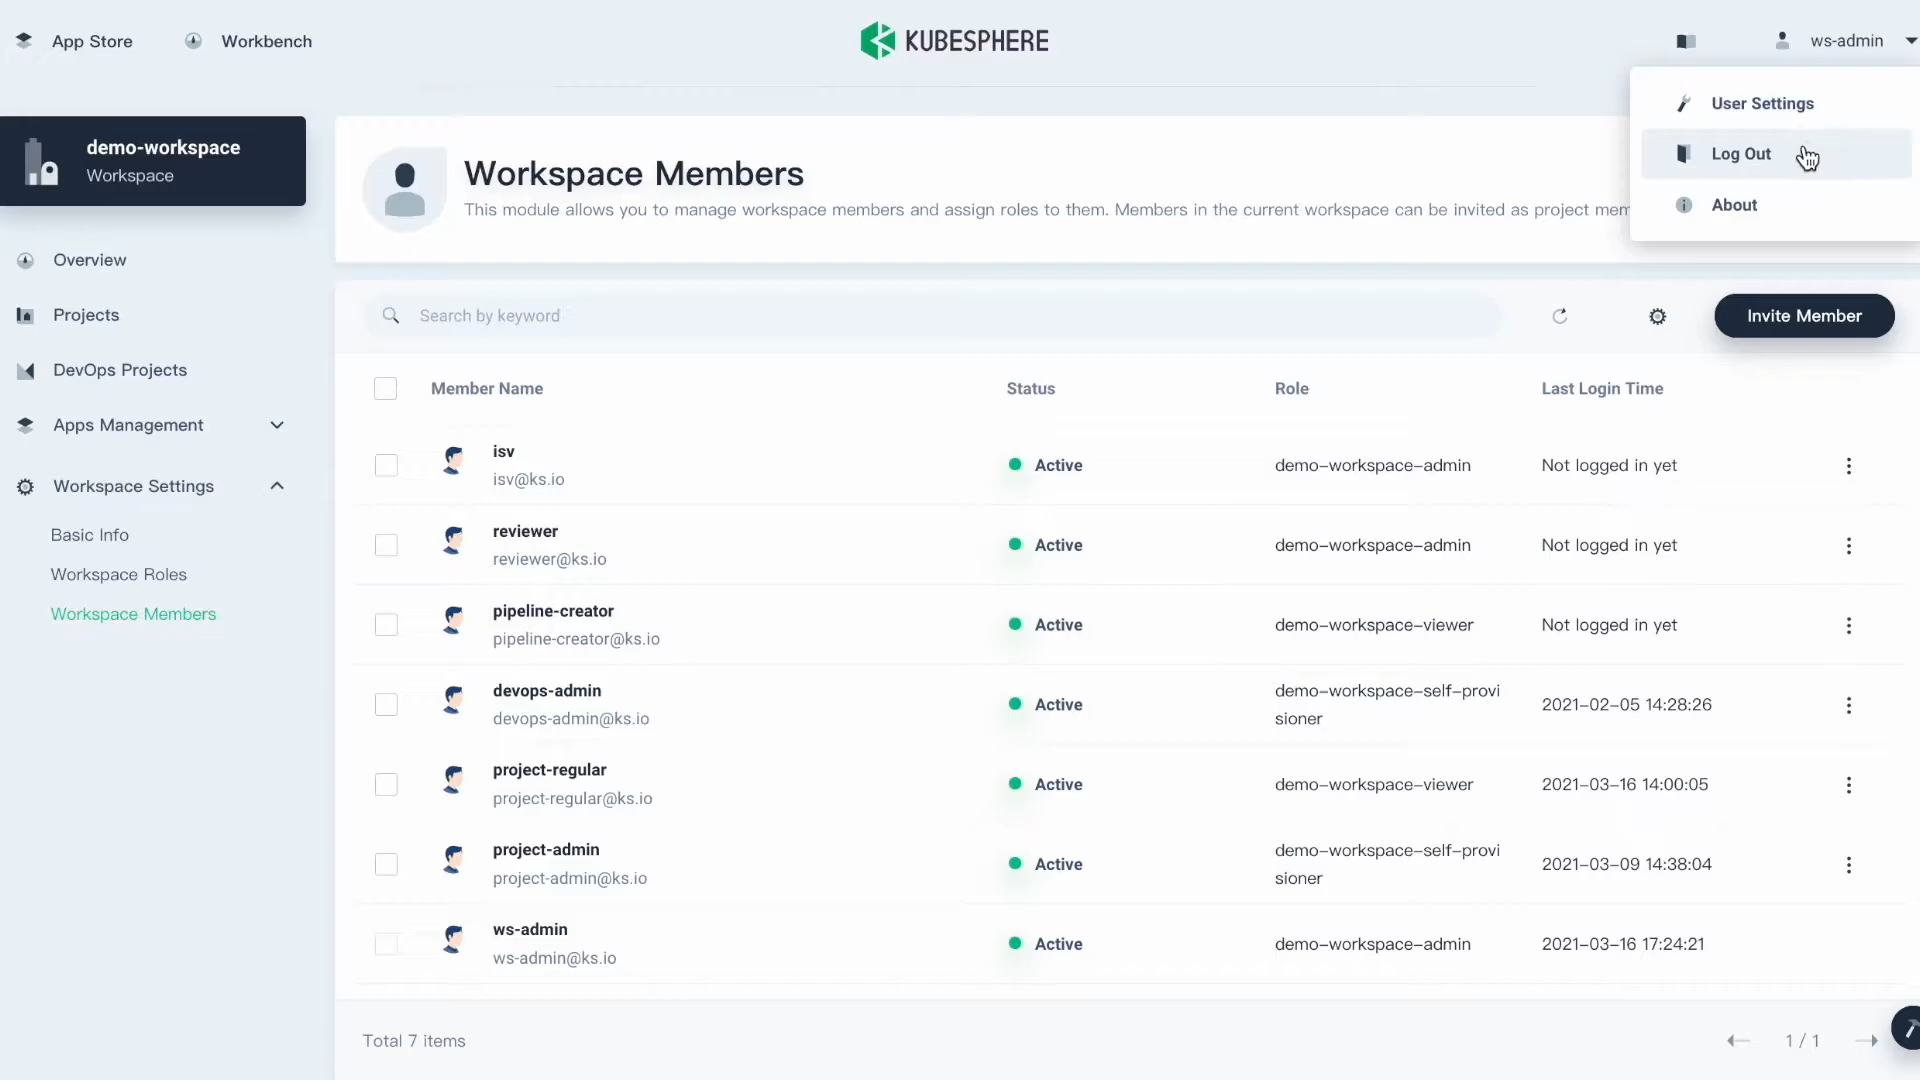 App Store
Workbench
KUBESPHERE
ws-admin
User Settings
Log Out
About
demo-workspace
Workspace
Overview
Projects
DevOps Projects
Apps Management
Workspace Settings
Basic Info
Workspace Roles
Workspace Members
Workspace Members
This module allows you to manage workspace members and assign roles to them. Members in the current workspace can be invited as project mem
Search by keyword
Invite Member
Member Name Status Role Last Login Time
isv
isv@ks.io
Active
demo-workspace-admin
Not logged in yet
reviewer
reviewer@ks.io
Active
demo-workspace-admin
Not logged in yet
pipeline-creator
pipeline-creator@ks.io
Active
demo-workspace-viewer
Not logged in yet
devops-admin
devops-admin@ks.io
Active
demo-workspace-self-provi
sioner
2021-02-05 14:28:26
project-regular
project-regular@ks.io
Active
demo-workspace-viewer
2021-03-16 14:00:05
project-admin
project-admin@ks.io
Active
demo-workspace-self-provi
sioner
2021-03-09 14:38:04
ws-admin
ws-admin@ks.io
Active
demo-workspace-admin
2021-03-16 17:24:21
Total 7 items
1 / 1